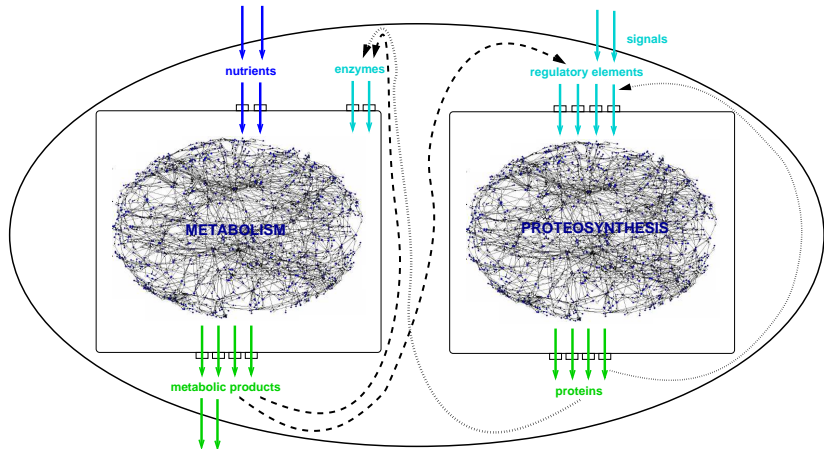 signals
nutrients
enzymes
regulatory elements
METABOLISM
PROTEOSYNTHESIS
metabolic products
proteins